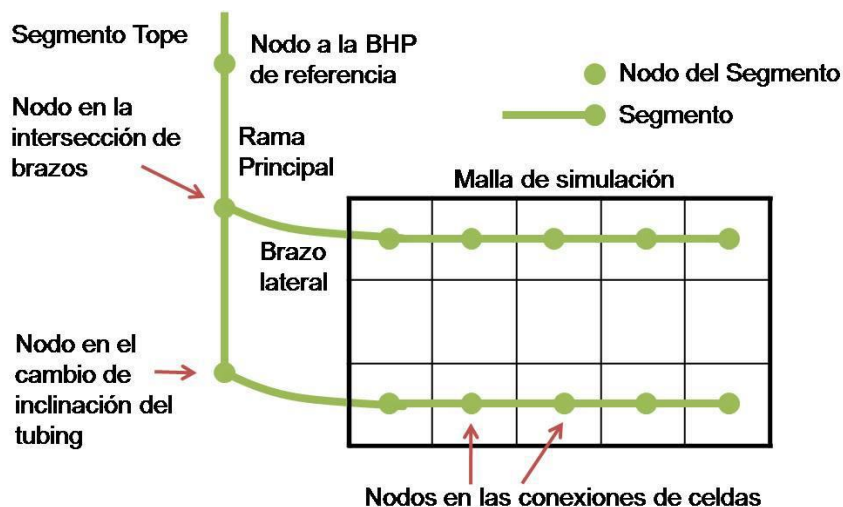 Segmento Tope
Nodo a la BHP
de referencia
Nodo del Segmento
Segmento
Nodo en la
intersección de
brazos
Rama
Principal
Malla de simulación
Brazo
lateral
Nodo en el
cambio de
inclinación del
tubing
Nodos en las conexiones de celdas